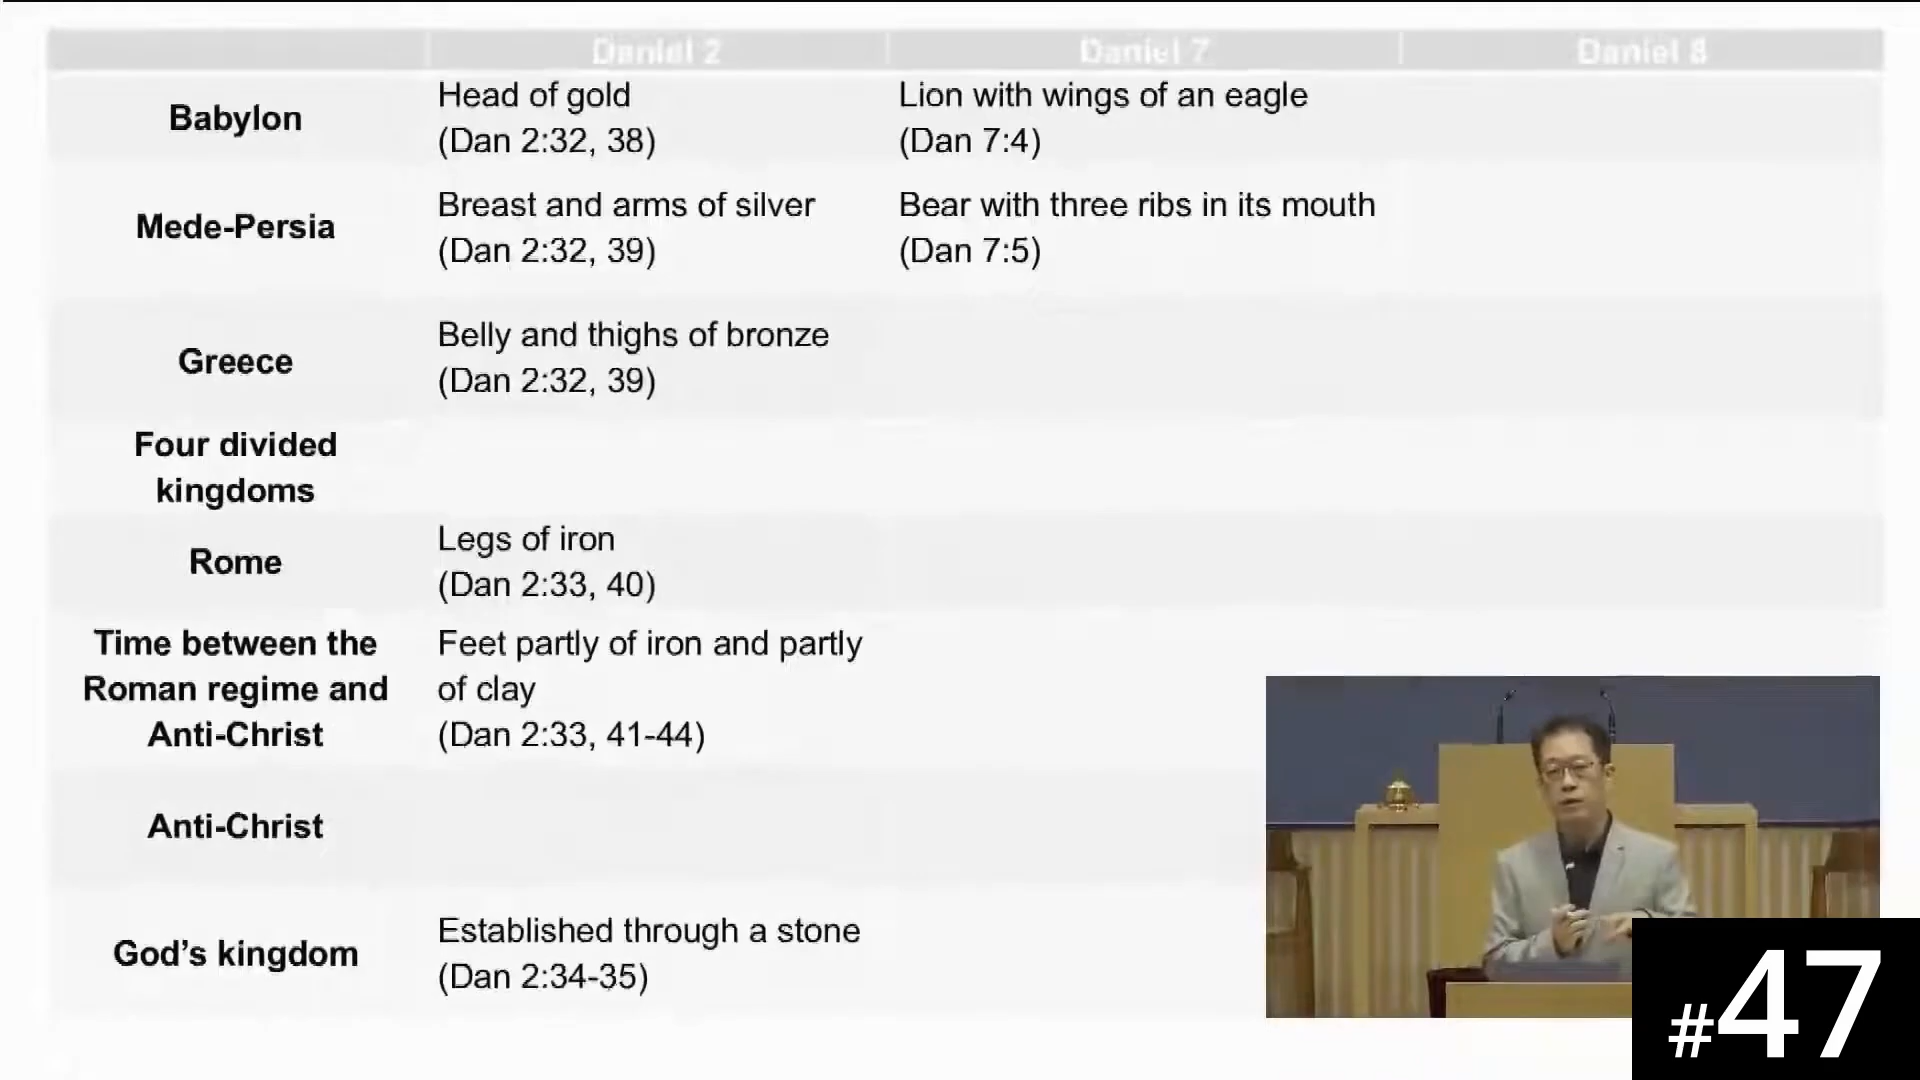 Daniel 2 Daniel 7 Daniel 8
Babylon
Head of gold
(Dan 2:32, 38)
Lion with wings of an eagle
(Dan 7:4)
Mede-Persia
Breast and arms of silver
(Dan 2:32, 39)
Bear with three ribs in its mouth
(Dan 7:5)
Greece
Belly and thighs of bronze
(Dan 2:32, 39)
Four divided
kingdoms
Rome
Legs of iron
(Dan 2:33, 40)
Time between the
Roman regime and
Anti-Christ
Feet partly of iron and partly
of clay
(Dan 2:33, 41-44)
Anti-Christ
God’s kingdom
Established through a stone
(Dan 2:34-35)
#47